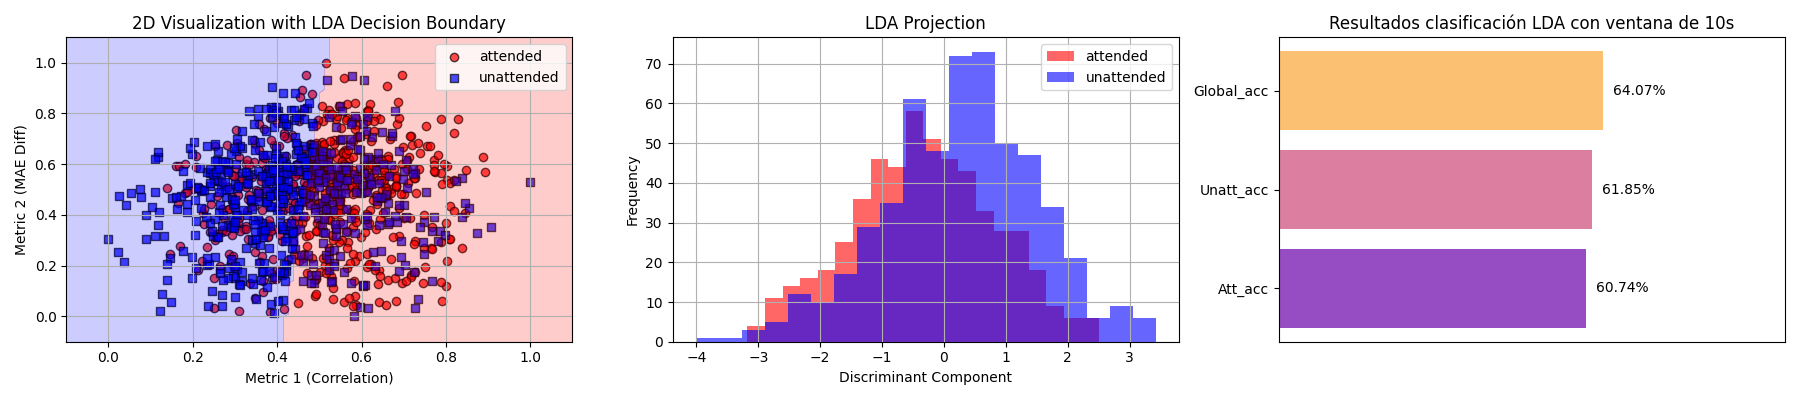 2D Visualization with LDA Decision Boundary
Metric 2 (MAE Diff)
1.0
0.8
0.6
0.4
0.2
0.0
attended
unattended
0.0 0.2 0.4 0.6 0.8 1.0
Metric 1 (Correlation)
LDA Projection
Frequency
70
60
50
40
30
20
10
0
attended
unattended
−4 −3 −2 −1 0 1 2 3
Discriminant Component
Resultados clasificación LDA con ventana de 10s
Global_acc 64.07%
Unatt_acc 61.85%
Att_acc 60.74%